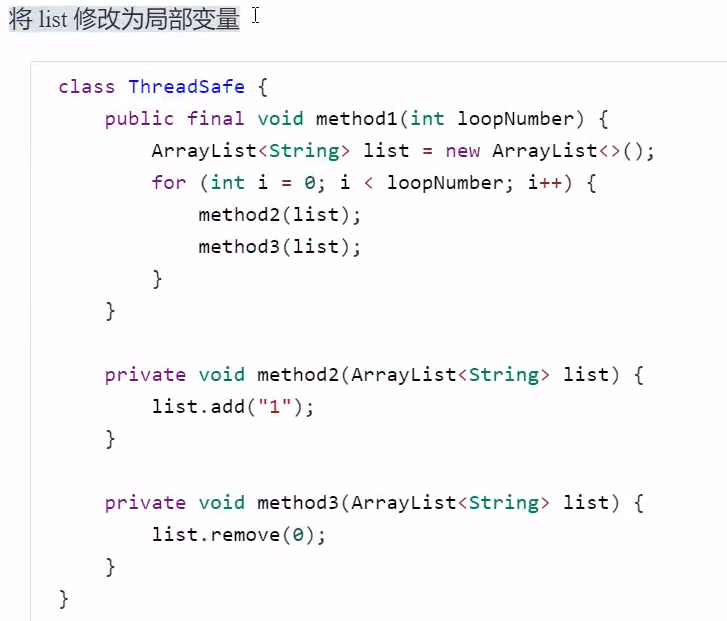 将 list 修改为局部变量
class ThreadSafe {
    public final void method1(int loopNumber) {
        ArrayList<String> list = new ArrayList<>();
        for (int i = 0; i < loopNumber; i++) {
            method2(list);
            method3(list);
        }
    }
    private void method2(ArrayList<String> list) {
        list.add("1");
    }
    private void method3(ArrayList<String> list) {
        list.remove(0);
    }
}